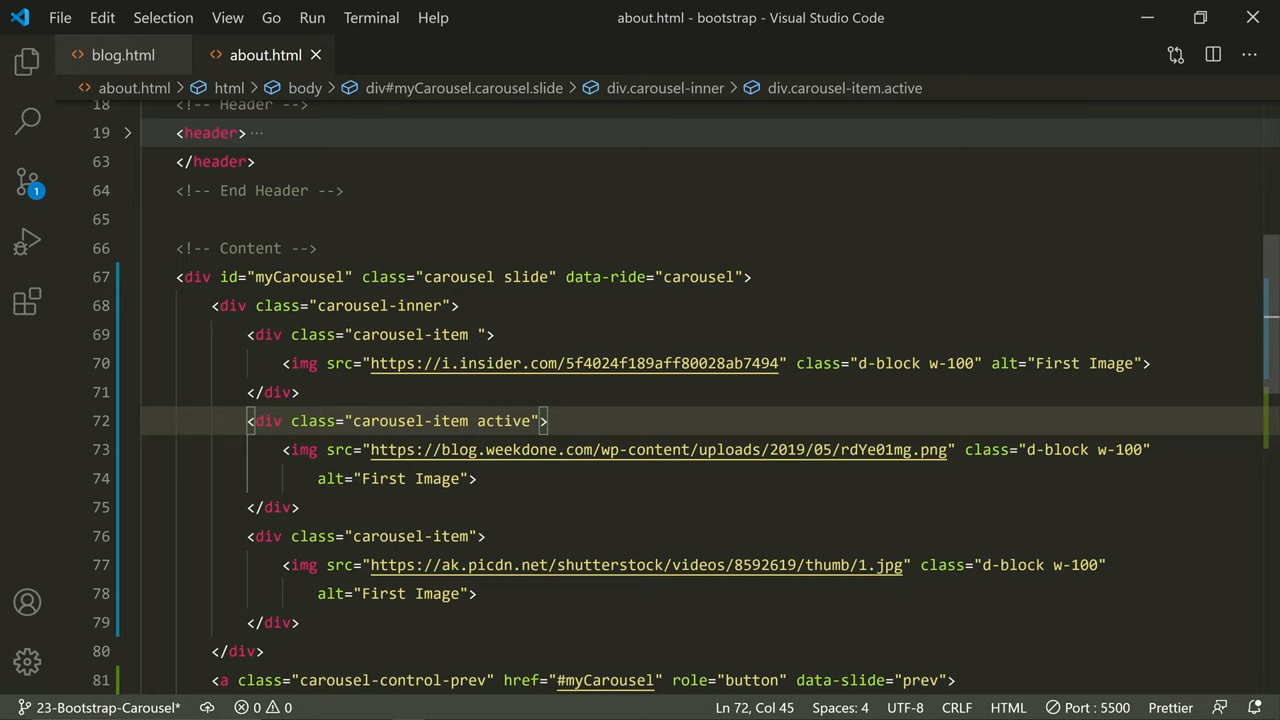 File Edit Selection View Go Run Terminal Help about.html - bootstrap - Visual Studio Code
blog.html about.html
about.html html body div#myCarousel.carousel.slide div.carousel-inner div.carousel-item.active
18 <!-- Header -->
19 <header> ···
63 </header>
64 <!-- End Header -->
65
66 <!-- Content -->
67 <div id="myCarousel" class="carousel slide" data-ride="carousel">
68 <div class="carousel-inner">
69 <div class="carousel-item ">
70 <img src="https://i.insider.com/5f4024f189aff80028ab7494" class="d-block w-100" alt="First Image">
71 </div>
72 <div class="carousel-item active">
73 <img src="https://blog.weekdone.com/wp-content/uploads/2019/05/rdYe01mg.png" class="d-block w-100"
74 alt="First Image">
75 </div>
76 <div class="carousel-item">
77 <img src="https://ak.picdn.net/shutterstock/videos/8592619/thumb/1.jpg" class="d-block w-100"
78 alt="First Image">
79 </div>
80 </div>
81 <a class="carousel-control-prev" href="#myCarousel" role="button" data-slide="prev">
1
23-Bootstrap-Carousel* 0 0 Ln 72, Col 45 Spaces: 4 UTF-8 CRLF HTML Port : 5500 Prettier